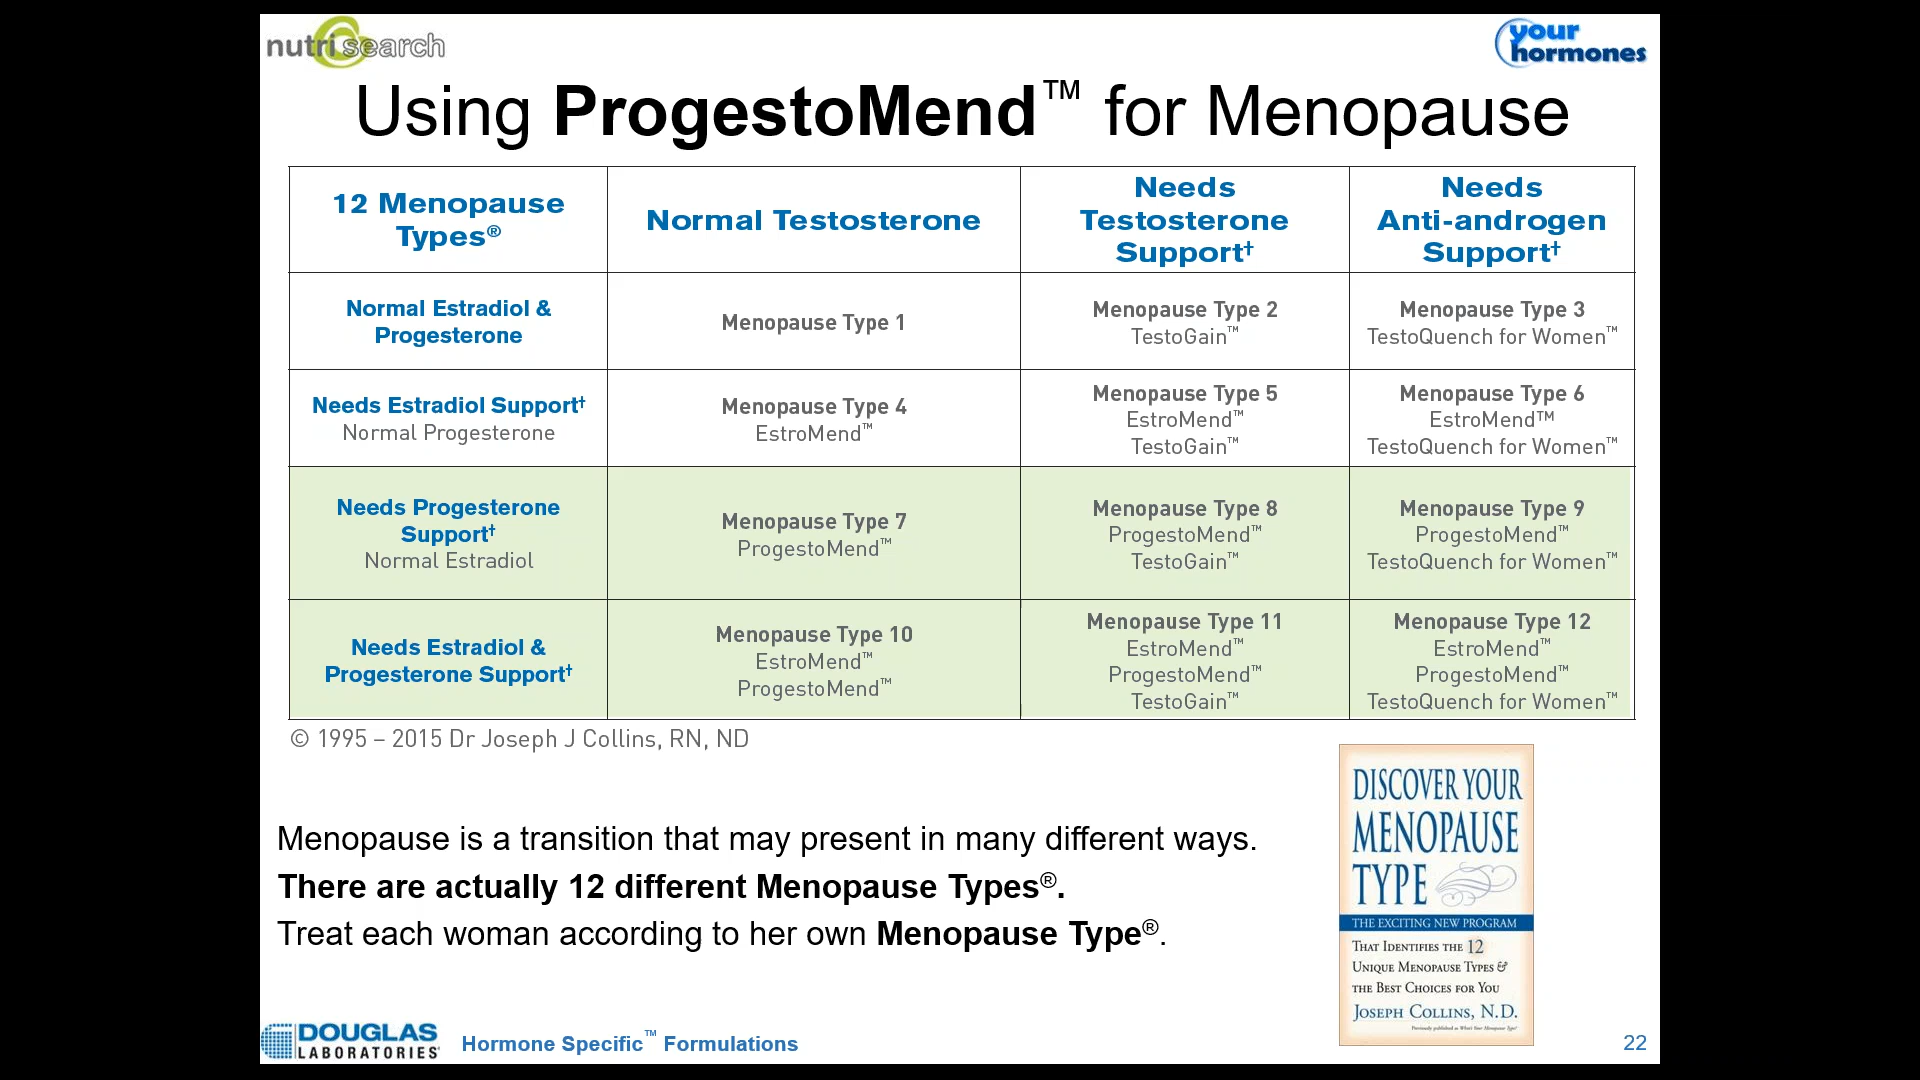 nutrisearch
your
hormones
Using ProgestoMend™ for Menopause
12 Menopause
Types®
Normal Testosterone
Needs
Testosterone
Support†
Needs
Anti-androgen
Support†
Normal Estradiol &
Progesterone
Menopause Type 1
Menopause Type 2
TestoGain™
Menopause Type 3
TestoQuench for Women™
Needs Estradiol Support†
Normal Progesterone
Menopause Type 4
EstroMend™
Menopause Type 5
EstroMend™
TestoGain™
Menopause Type 6
EstroMend™
TestoQuench for Women™
Needs Progesterone
Support†
Normal Estradiol
Menopause Type 7
ProgestoMend™
Menopause Type 8
ProgestoMend™
TestoGain™
Menopause Type 9
ProgestoMend™
TestoQuench for Women™
Needs Estradiol &
Progesterone Support†
Menopause Type 10
EstroMend™
ProgestoMend™
Menopause Type 11
EstroMend™
ProgestoMend™
TestoGain™
Menopause Type 12
EstroMend™
ProgestoMend™
TestoQuench for Women™
© 1995 – 2015 Dr Joseph J Collins, RN, ND
Menopause is a transition that may present in many different ways.
There are actually 12 different Menopause Types®.
Treat each woman according to her own Menopause Type®.
DISCOVER YOUR
MENOPAUSE
TYPE
THE EXCITING NEW PROGRAM
THAT IDENTIFIES THE 12
UNIQUE MENOPAUSE TYPES &
THE BEST CHOICES FOR YOU
JOSEPH COLLINS, N.D.
Previously published as What's Your Menopause Type?
DOUGLAS
LABORATORIES®
Hormone Specific™ Formulations
22